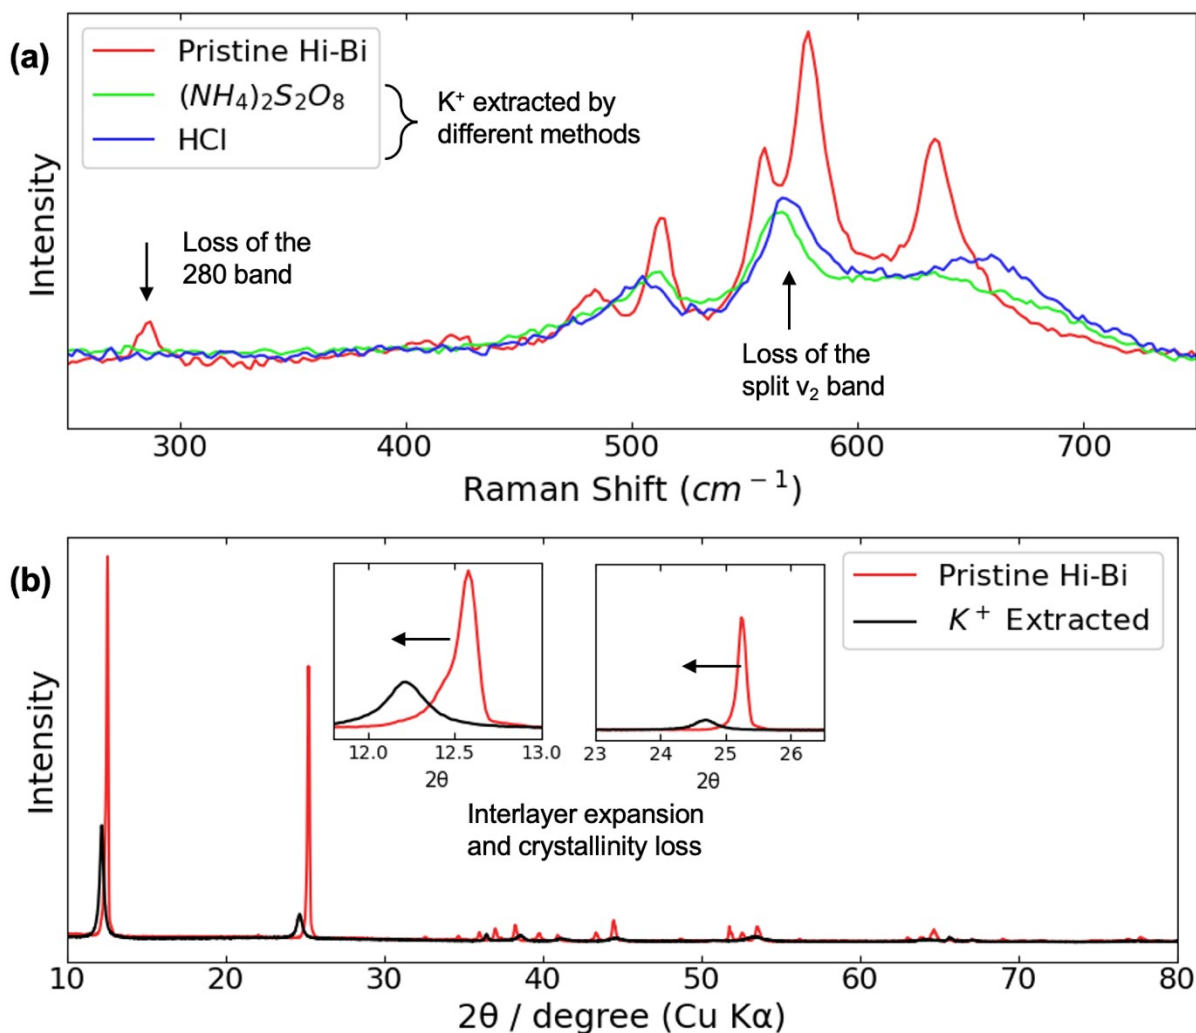 (a)
Pristine Hi-Bi
(NH₄)₂S₂O₈
HCl
K⁺ extracted by
different methods
Loss of the
280 band
Loss of the
split v₂ band
Intensity
300 400 500 600 700
Raman Shift (cm⁻¹)
(b)
Pristine Hi-Bi
K⁺ Extracted
12.0 12.5 13.0
2θ
23 24 25 26
2θ
Interlayer expansion
and crystallinity loss
Intensity
10 20 30 40 50 60 70 80
2θ / degree (Cu Kα)